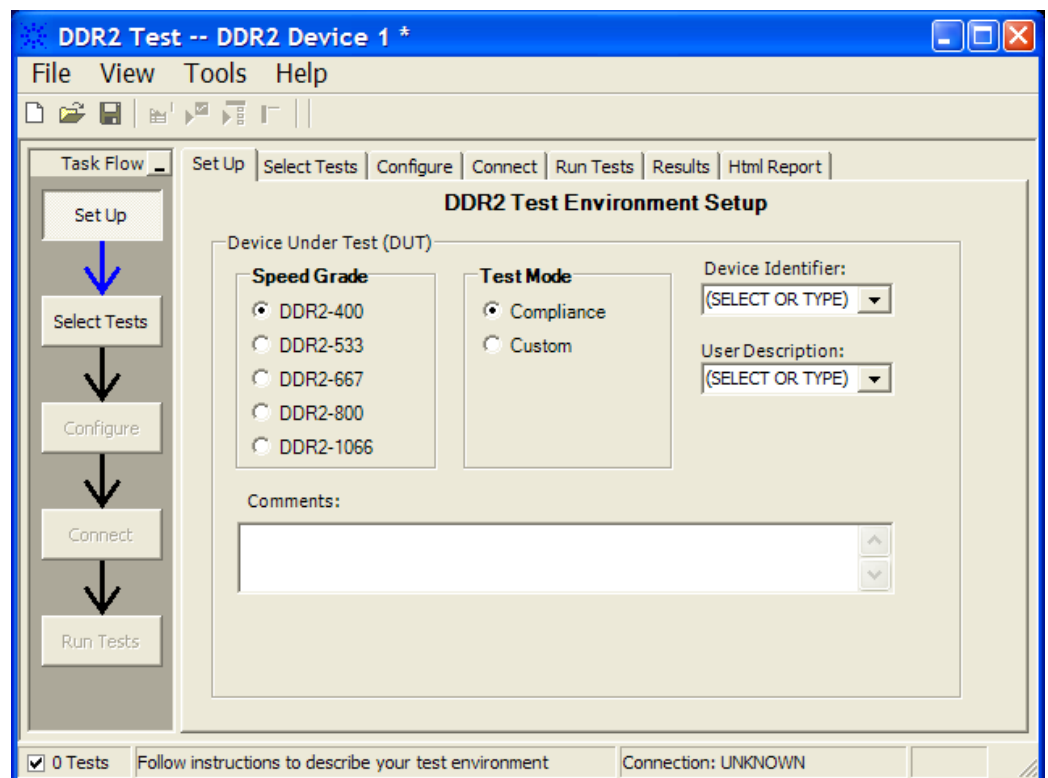 DDR2 Test -- DDR2 Device 1 *
File View Tools Help
Task Flow
Set Up
Select Tests
Configure
Connect
Run Tests
Set Up Select Tests Configure Connect Run Tests Results Html Report
DDR2 Test Environment Setup
Device Under Test (DUT)
Speed Grade
DDR2-400
DDR2-533
DDR2-667
DDR2-800
DDR2-1066
Test Mode
Compliance
Custom
Device Identifier:
(SELECT OR TYPE)
User Description:
(SELECT OR TYPE)
Comments:
0 Tests Follow instructions to describe your test environment Connection: UNKNOWN